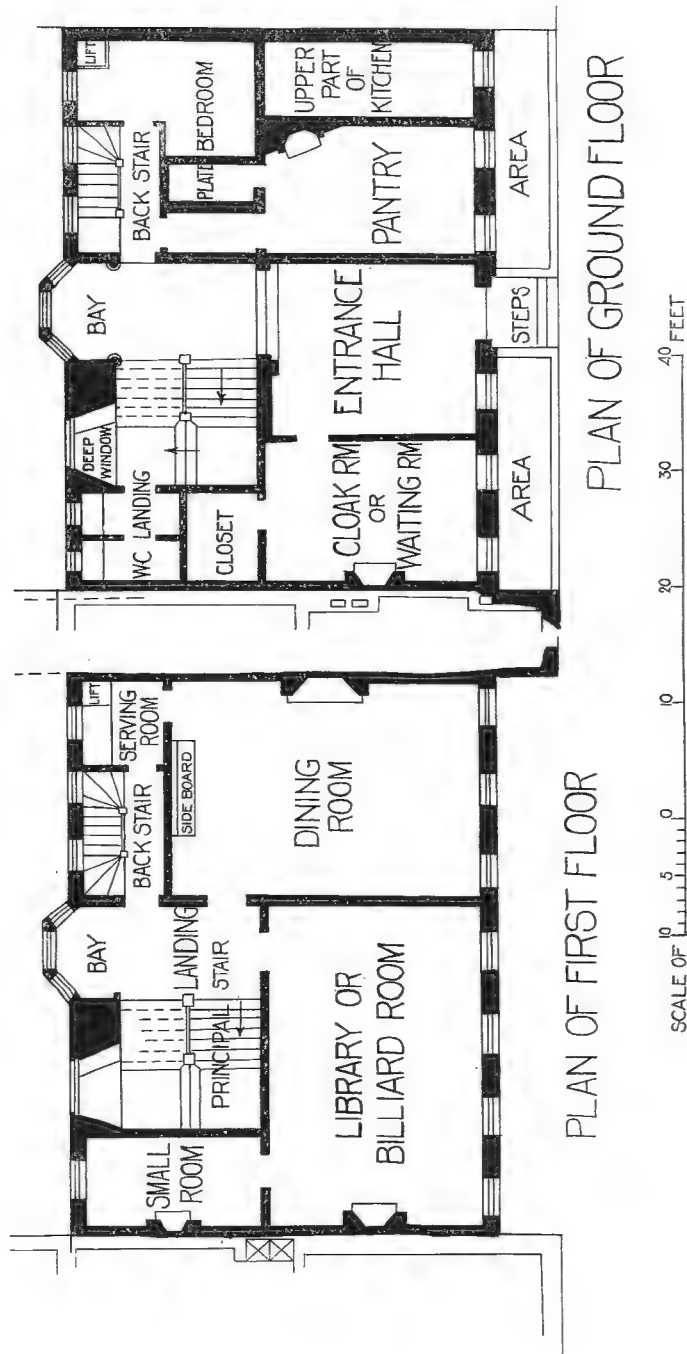 SMALL
ROOM
PRINCIPAL
LANDING
STAIR
BAY
BACK STAIR
SERVING
ROOM
LIFT
SIDE BOARD
LIBRARY OR
BILLIARD ROOM
DINING
ROOM
PLAN OF FIRST FLOOR
WC
LANDING
DEEP
WINDOW
CLOSET
BAY
BACK STAIR
LIFT
BEDROOM
PLATE
CLOAK RM
OR
WAITING RM
ENTRANCE
HALL
PANTRY
UPPER
PART
OF
KITCHEN
AREA
STEPS
AREA
PLAN OF GROUND FLOOR
SCALE OF 10 5 0 10 20 30 40 FEET